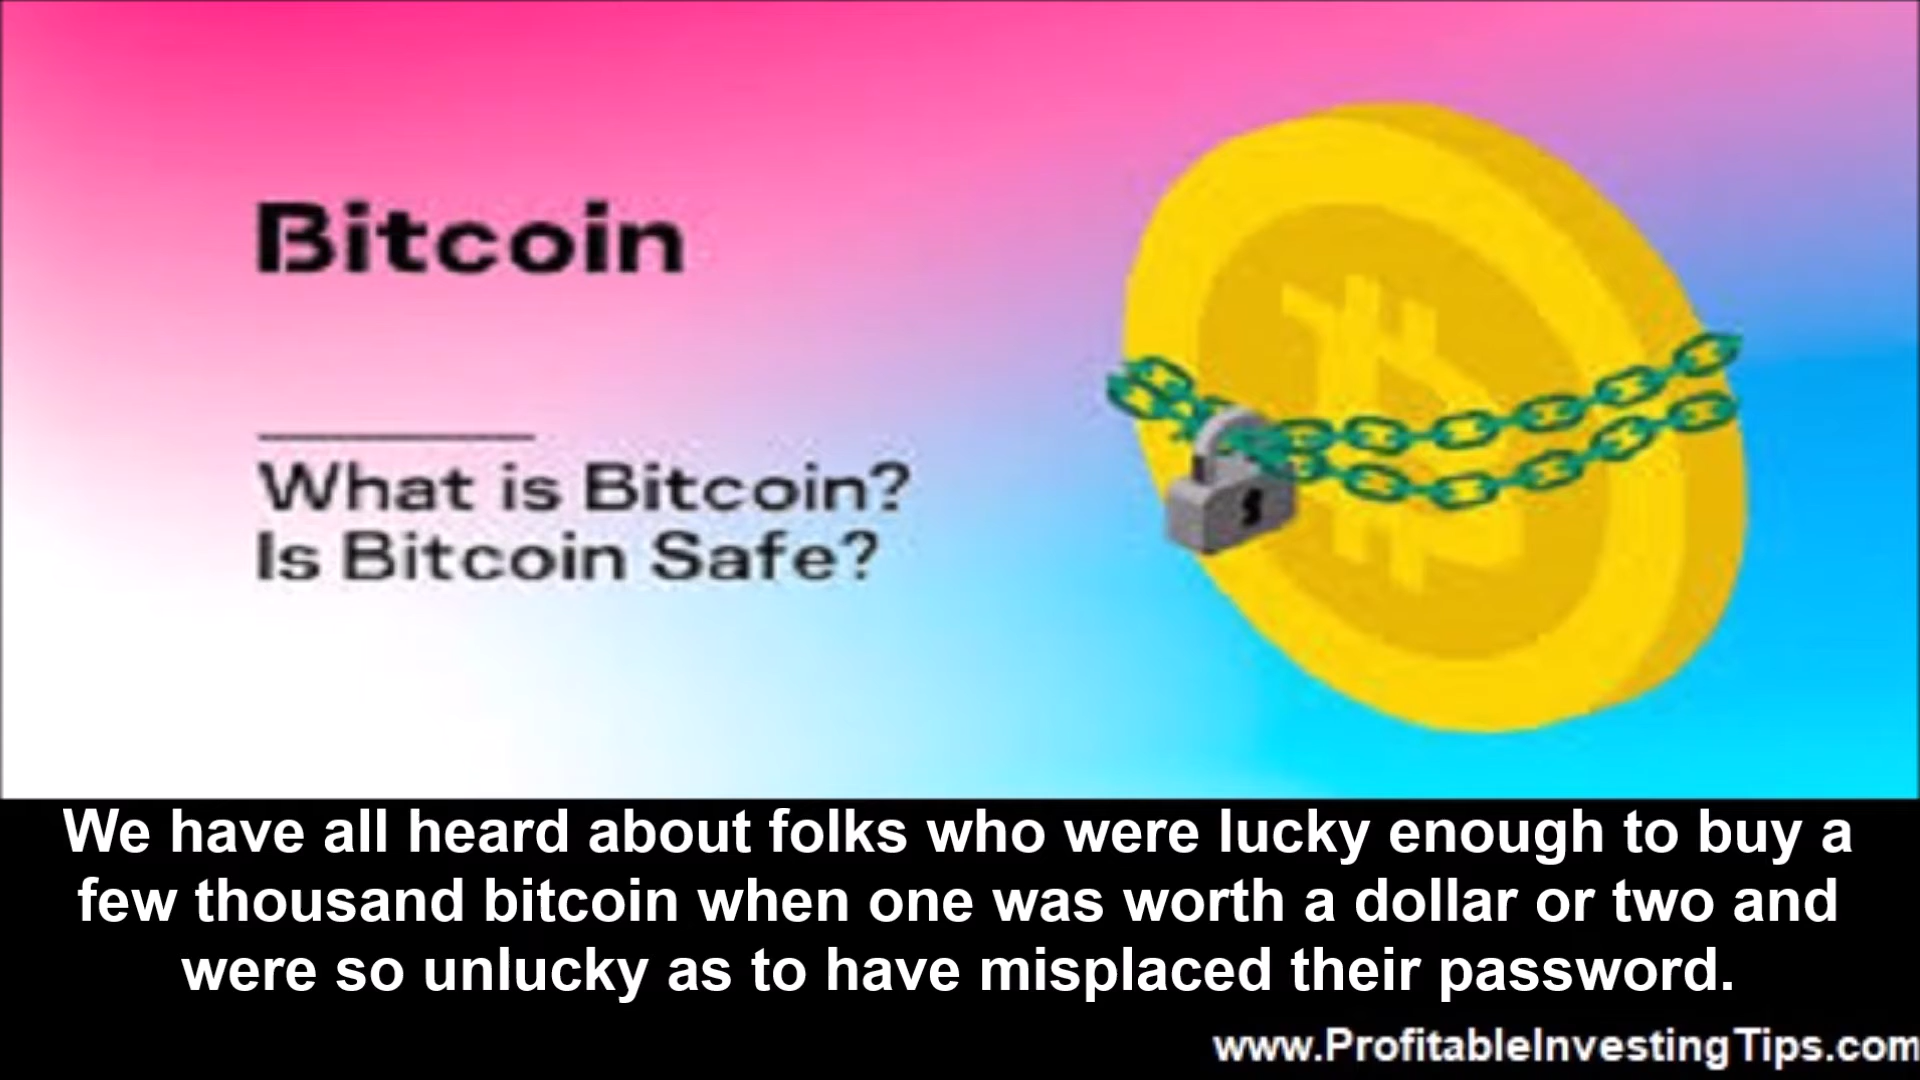 Bitcoin
What is Bitcoin?
Is Bitcoin Safe?
We have all heard about folks who were lucky enough to buy a
few thousand bitcoin when one was worth a dollar or two and
were so unlucky as to have misplaced their password.
www.ProfitableInvestingTips.com